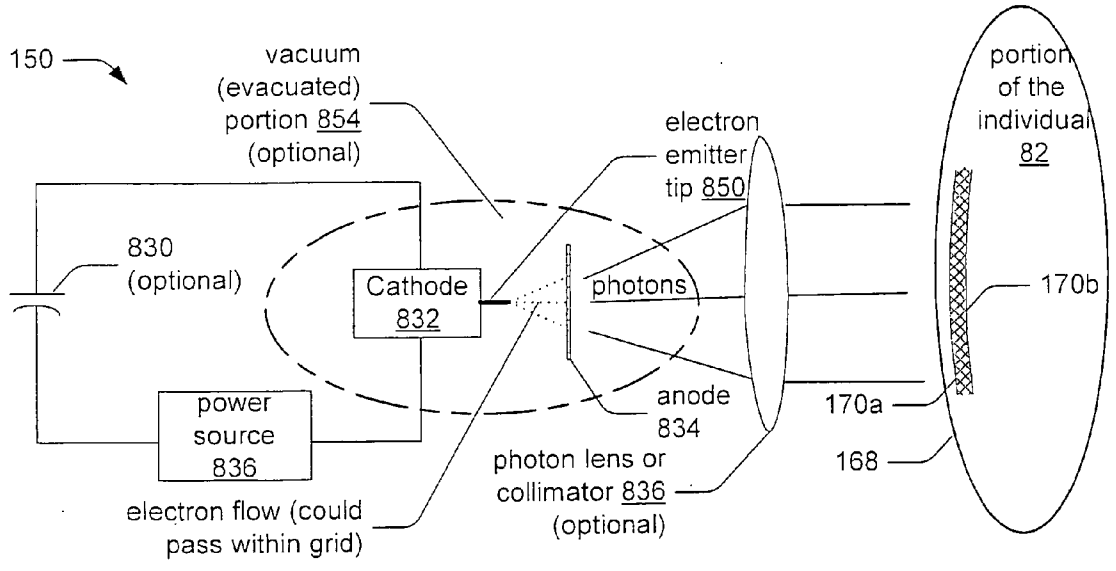 150
vacuum
(evacuated)
portion 854
(optional)
electron
emitter
tip 850
portion
of the
individual
82
830
(optional)
Cathode
832
photons
170b
power
source
836
anode
834
170a
168
photon lens or
collimator 836
(optional)
electron flow (could
pass within grid)